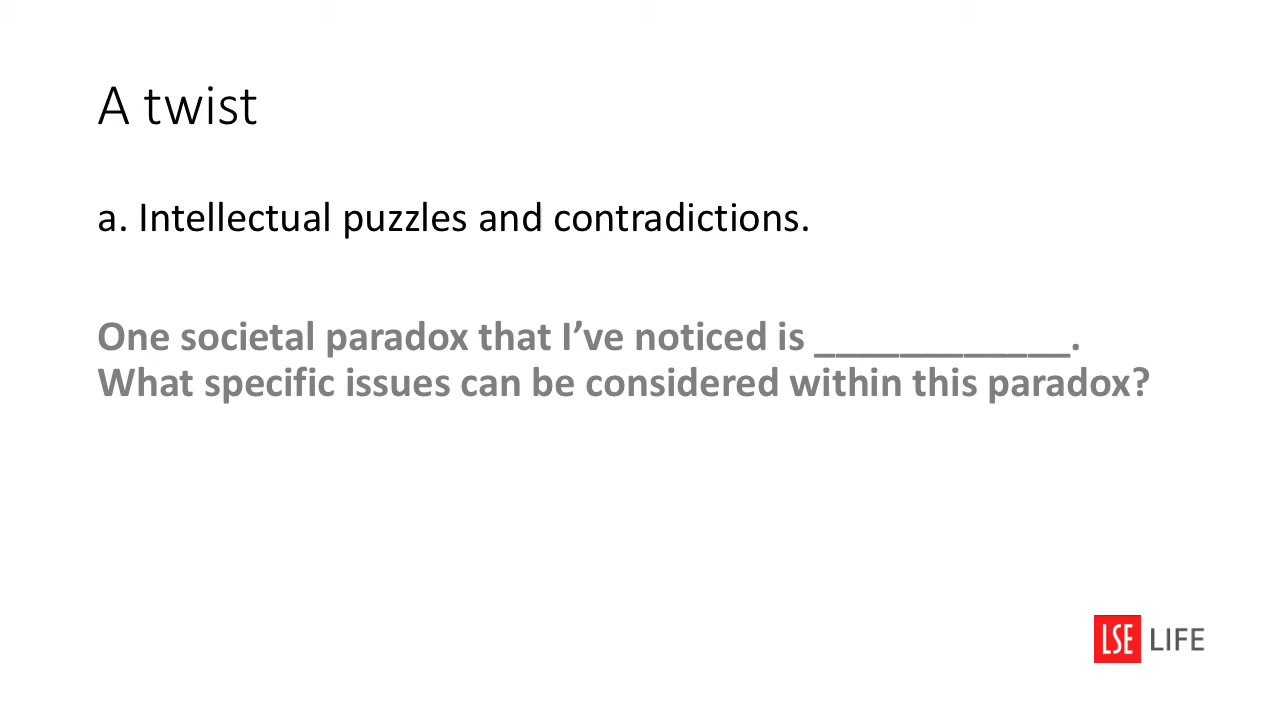 A twist
a. Intellectual puzzles and contradictions.
One societal paradox that I’ve noticed is ____________.
What specific issues can be considered within this paradox?
LSE LIFE